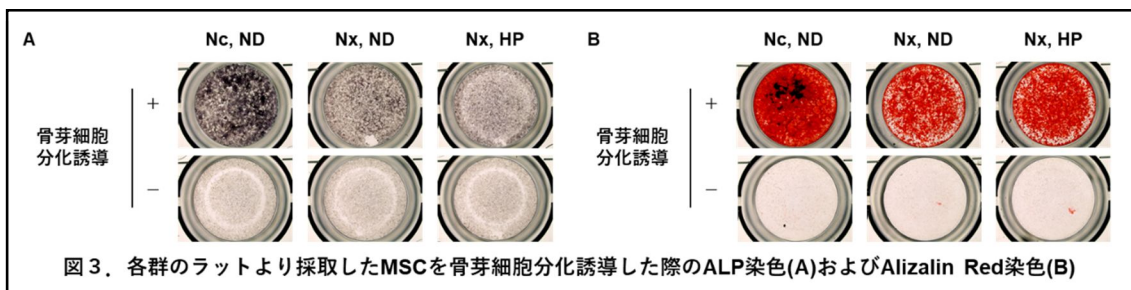 A
Nc, ND Nx, ND Nx, HP
+
骨芽細胞
分化誘導
−
B
Nc, ND Nx, ND Nx, HP
+
骨芽細胞
分化誘導
−
図３．各群のラットより採取したMSCを骨芽細胞分化誘導した際のALP染色(A)およびAlizalin Red染色(B)